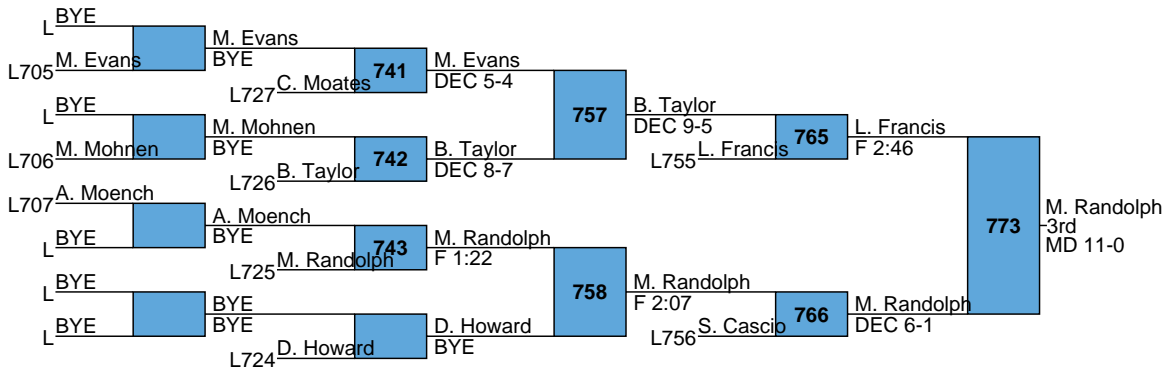 BYE
L
M. Evans
M. Evans
BYE
L705
741
M. Evans
DEC 5-4
C. Moates
L727
757
B. Taylor
DEC 9-5
BYE
L
M. Mohnen
M. Mohnen
BYE
L706
742
B. Taylor
DEC 8-7
B. Taylor
L726
765
L. Francis
F 2:46
L. Francis
L755
A. Moench
L707
A. Moench
BYE
BYE
L
743
M. Randolph
F 1:22
M. Randolph
L725
773
M. Randolph
3rd
MD 11-0
758
M. Randolph
F 2:07
BYE
L
BYE
BYE
BYE
L
D. Howard
BYE
D. Howard
L724
766
M. Randolph
DEC 6-1
S. Cascio
L756